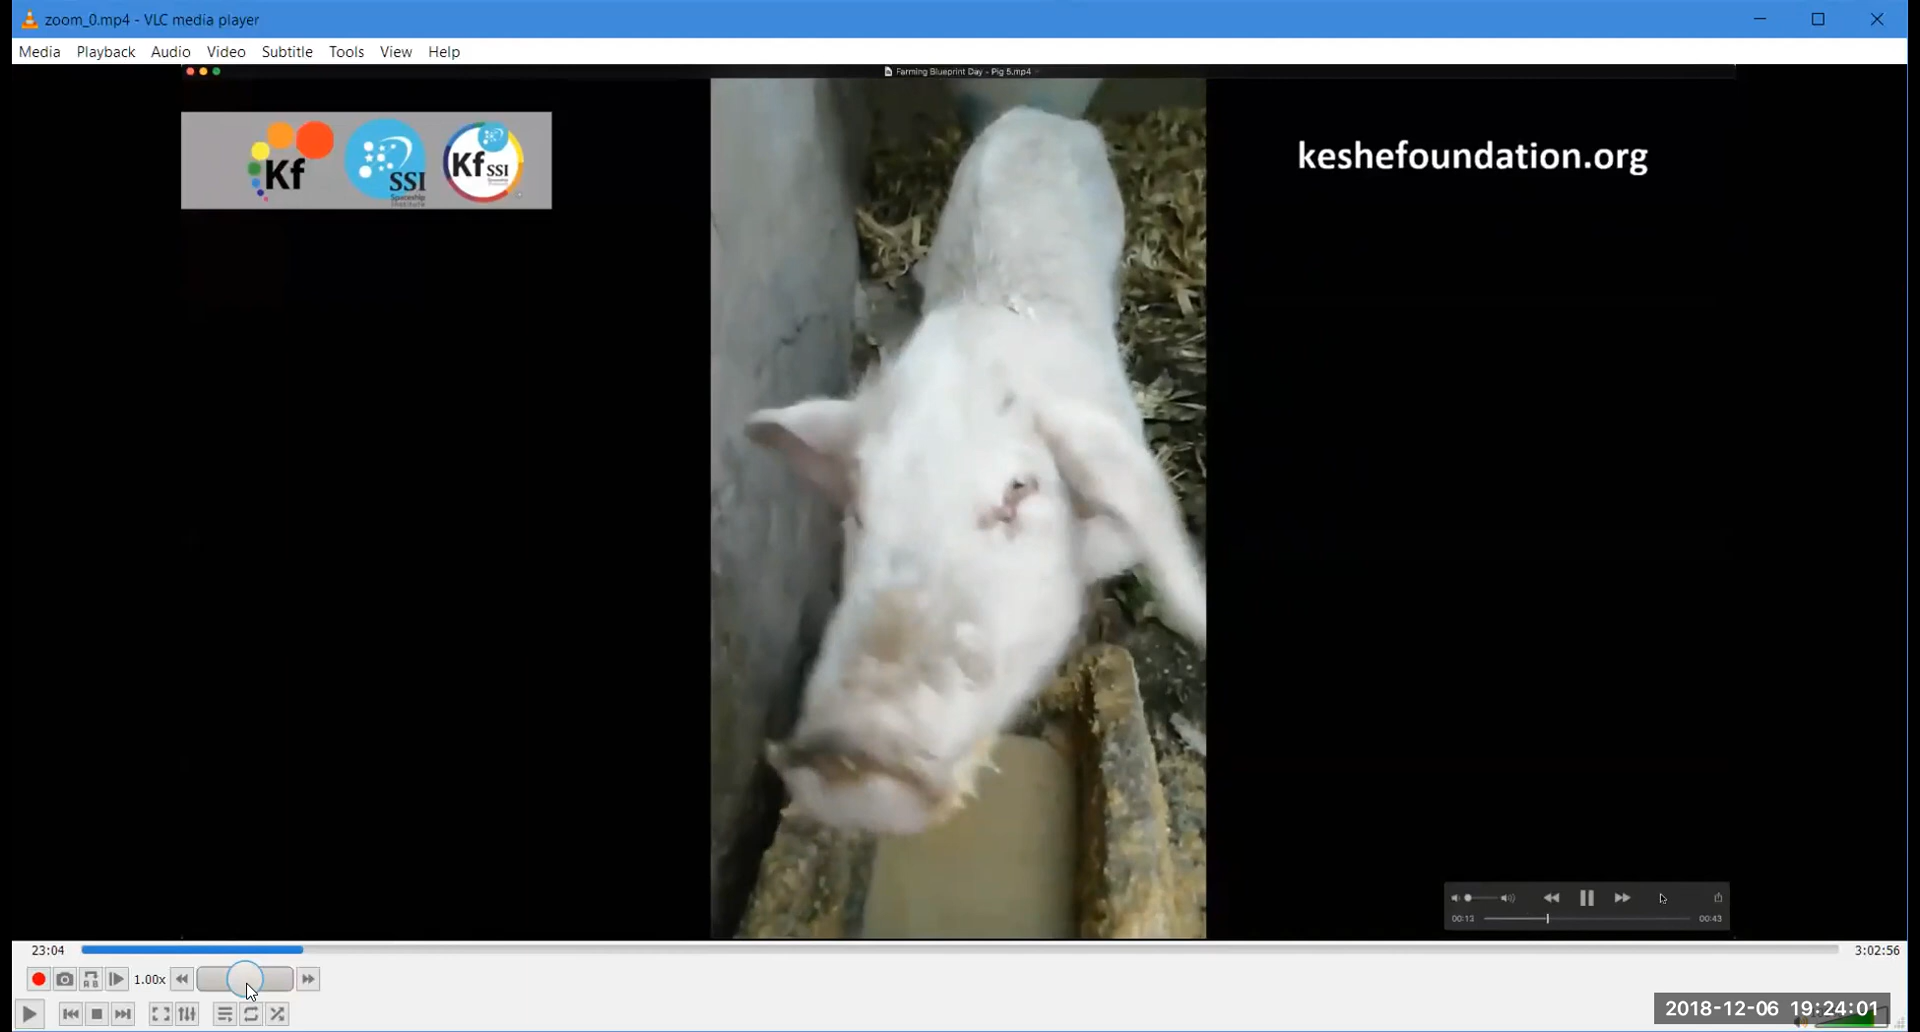 zoom_0.mp4 - VLC media player
Media Playback Audio Video Subtitle Tools View Help
Farming Blueprint Day - Pig 5.mp4
Kf
SSI
Spaceship
Institute
Kf SSI
keshefoundation.org
00:13
00:43
23:04
3:02:56
1.00x
2018-12-06 19:24:01